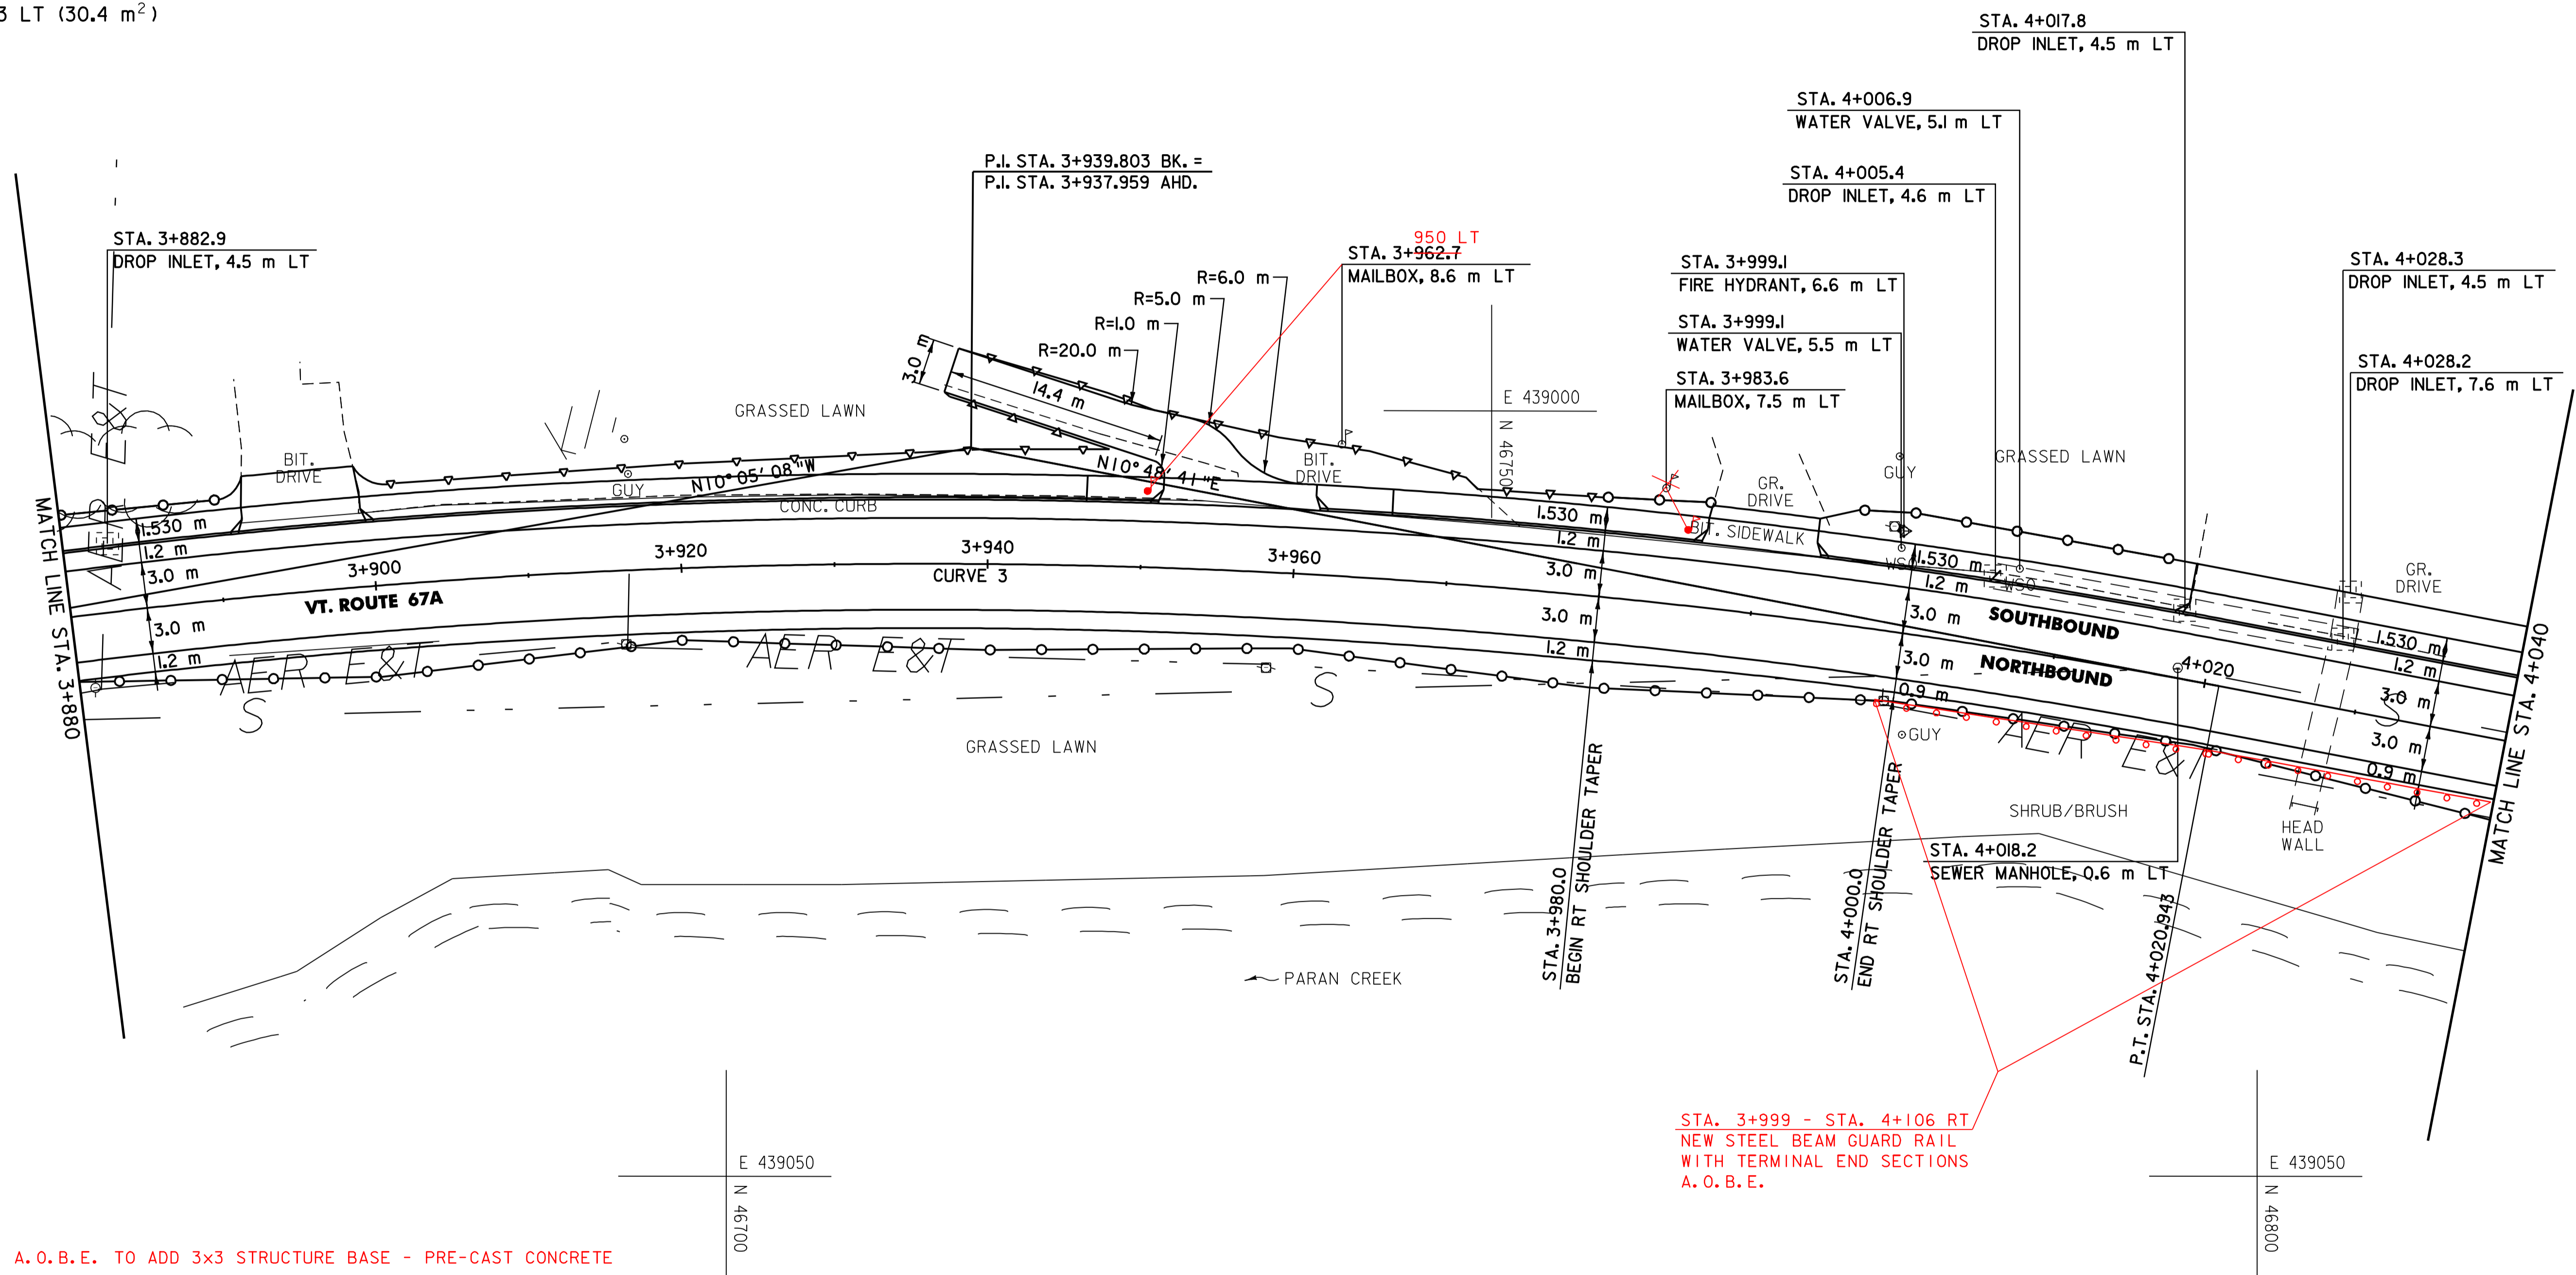 3 LT (30.4 m²)
STA. 4+017.8
DROP INLET, 4.5 m LT
STA. 4+006.9
WATER VALVE, 5.1 m LT
STA. 4+005.4
DROP INLET, 4.6 m LT
P.I. STA. 3+939.803 BK. =
P.I. STA. 3+937.959 AHD.
STA. 3+882.9
DROP INLET, 4.5 m LT
950 LT
STA. 3+962.7
MAILBOX, 8.6 m LT
STA. 3+999.1
FIRE HYDRANT, 6.6 m LT
STA. 3+999.1
WATER VALVE, 5.5 m LT
STA. 3+983.6
MAILBOX, 7.5 m LT
STA. 4+028.3
DROP INLET, 4.5 m LT
STA. 4+028.2
DROP INLET, 7.6 m LT
R=6.0 m
R=5.0 m
R=1.0 m
R=20.0 m
3.0 m
14.4 m
E 439000
N 46750
GRASSED LAWN
BIT.
DRIVE
GUY
N10°05'08"W
N10°48'41"E
CONC. CURB
BIT.
DRIVE
GR.
DRIVE
BIT. SIDEWALK
GUY
GRASSED LAWN
WSO
WSO
GR.
DRIVE
AER E&T
MATCH LINE STA. 3+880
1.530 m
1.2 m
3.0 m
3.0 m
1.2 m
3+900
3+920
3+940
3+960
CURVE 3
VT. ROUTE 67A
1.530 m
1.2 m
3.0 m
3.0 m
1.2 m
1.530 m
1.2 m
3.0 m
3.0 m
0.9 m
SOUTHBOUND
NORTHBOUND
4+020
1.530 m
1.2 m
3.0 m
3.0 m
0.9 m
MATCH LINE STA. 4+040
AER E&T
S
AER E&T
S
AER E&T
S
GRASSED LAWN
GUY
SHRUB/BRUSH
HEAD
WALL
STA. 4+018.2
SEWER MANHOLE, 0.6 m LT
STA. 3+980.0
BEGIN RT SHOULDER TAPER
STA. 4+000.0
END RT SHOULDER TAPER
P.T. STA. 4+020.943
PARAN CREEK
STA. 3+999 - STA. 4+106 RT
NEW STEEL BEAM GUARD RAIL
WITH TERMINAL END SECTIONS
A.O.B.E.
E 439050
N 46700
E 439050
N 46800
A.O.B.E. TO ADD 3x3 STRUCTURE BASE - PRE-CAST CONCRETE